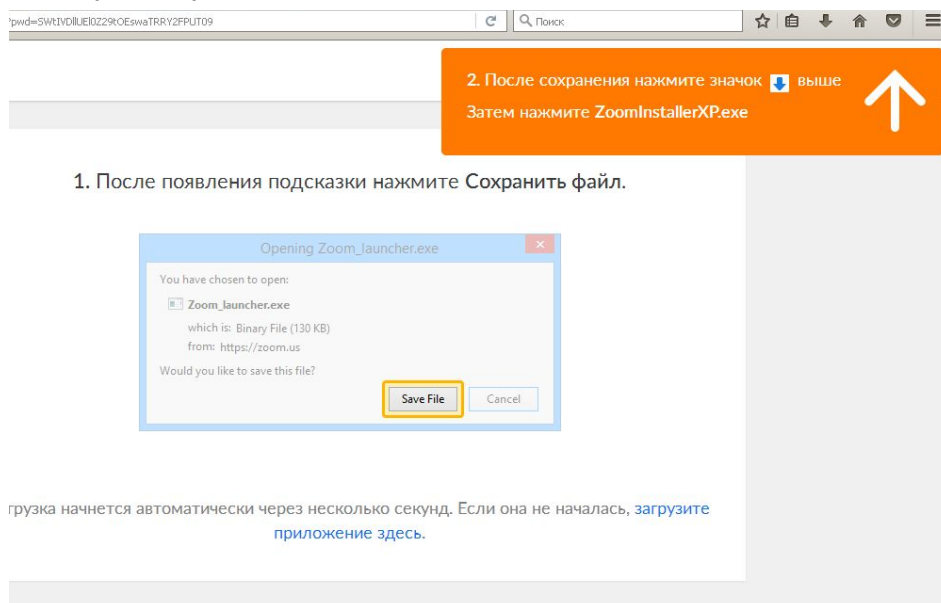 ?pwd=SWtIVDllUEl0Z29tOEswaTRRY2FPUT09
Поиск
2. После сохранения нажмите значок выше
Затем нажмите ZoomInstallerXP.exe
1. После появления подсказки нажмите Сохранить файл.
Opening Zoom_launcher.exe
You have chosen to open:
Zoom_launcher.exe
which is: Binary File (130 KB)
from: https://zoom.us
Would you like to save this file?
Save File
Cancel
грузка начнется автоматически через несколько секунд. Если она не началась, загрузите
приложение здесь.